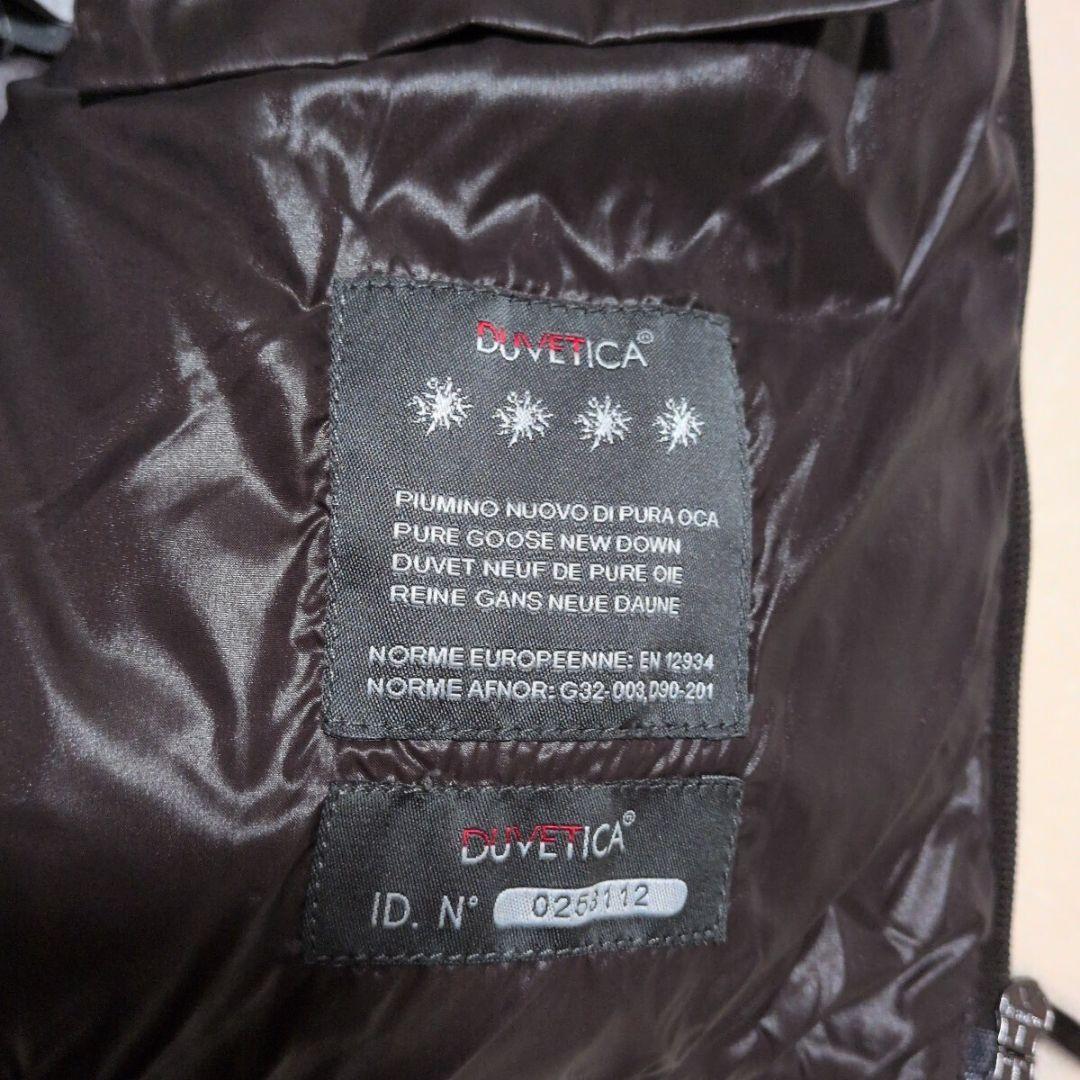 DUVETICA®
PIUMINO NUOVO DI PURA OCA
PURE GOOSE NEW DOWN
DUVET NEUF DE PURE OIE
REINE GANS NEUE DAUNE
NORME EUROPEENNE: EN 12934
NORME AFNOR: G32-003,090-201
DUVETICA®
ID. N° 0253112